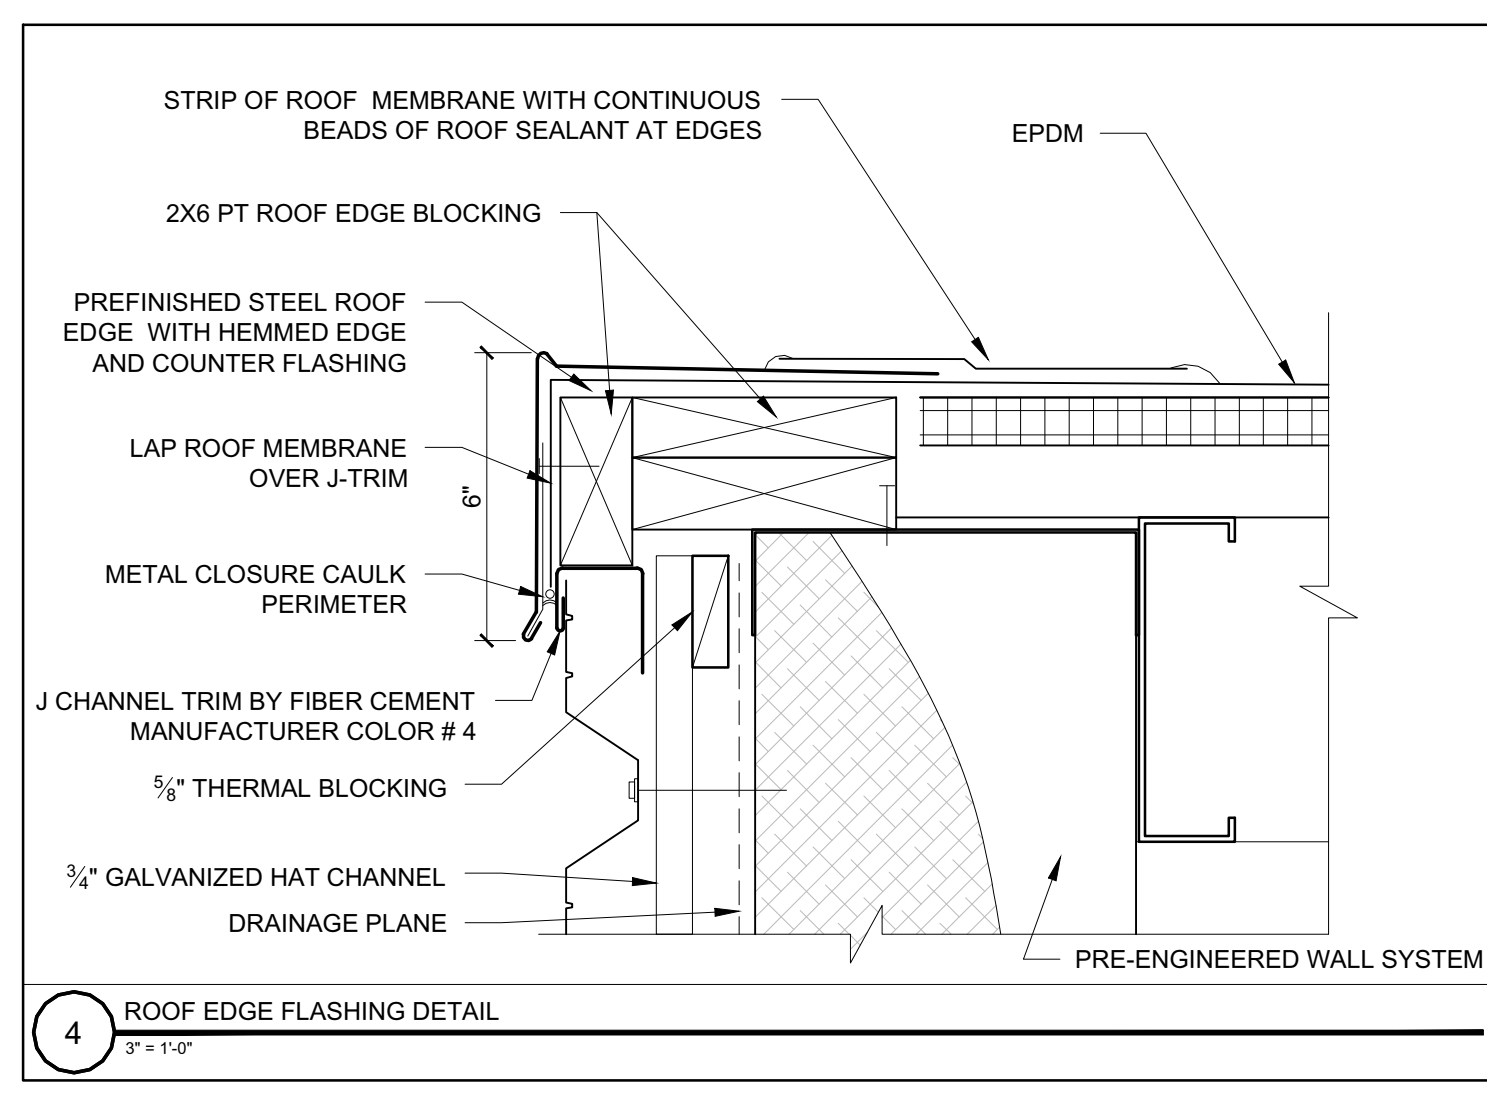 STRIP OF ROOF MEMBRANE WITH CONTINUOUS
BEADS OF ROOF SEALANT AT EDGES
EPDM
2X6 PT ROOF EDGE BLOCKING
PREFINISHED STEEL ROOF
EDGE WITH HEMMED EDGE
AND COUNTER FLASHING
LAP ROOF MEMBRANE
OVER J-TRIM
6"
METAL CLOSURE CAULK
PERIMETER
J CHANNEL TRIM BY FIBER CEMENT
MANUFACTURER COLOR # 4
5/8" THERMAL BLOCKING
3/4" GALVANIZED HAT CHANNEL
DRAINAGE PLANE
PRE-ENGINEERED WALL SYSTEM
4
ROOF EDGE FLASHING DETAIL
3" = 1'-0"